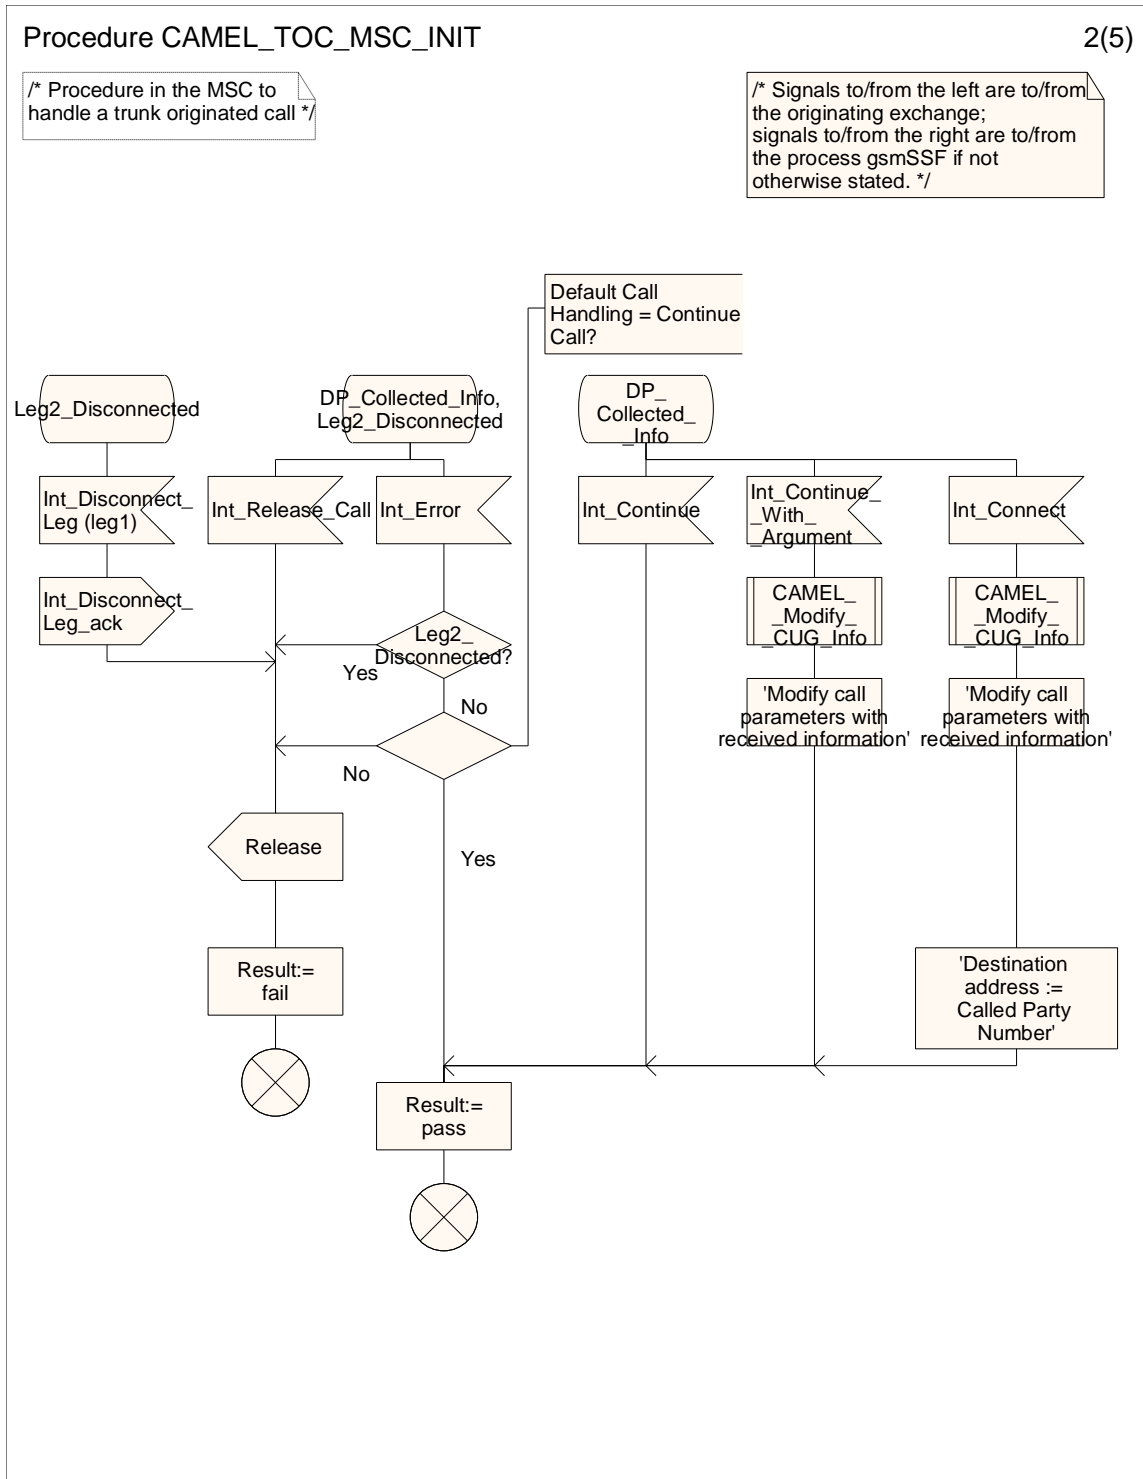 Procedure CAMEL_TOC_MSC_INIT
2(5)
/* Procedure in the MSC to
handle a trunk originated call */
/* Signals to/from the left are to/from
the originating exchange;
signals to/from the right are to/from
the process gsmSSF if not
otherwise stated. */
Default Call
Handling = Continue
Call?
Leg2_Disconnected
DP_Collected_Info,
Leg2_Disconnected
DP_
Collected_
_Info
Int_Disconnect_
Leg (leg1)
Int_Release_Call
Int_Error
Int_Continue
Int_Continue_
_With_
_Argument
Int_Connect
Int_Disconnect_
Leg_ack
CAMEL_
_Modify_
_CUG_Info
CAMEL_
_Modify_
_CUG_Info
Leg2_
Disconnected?
Yes
No
'Modify call
parameters with
received information'
'Modify call
parameters with
received information'
No
Release
Yes
Result:=
fail
'Destination
address :=
Called Party
Number'
Result:=
pass